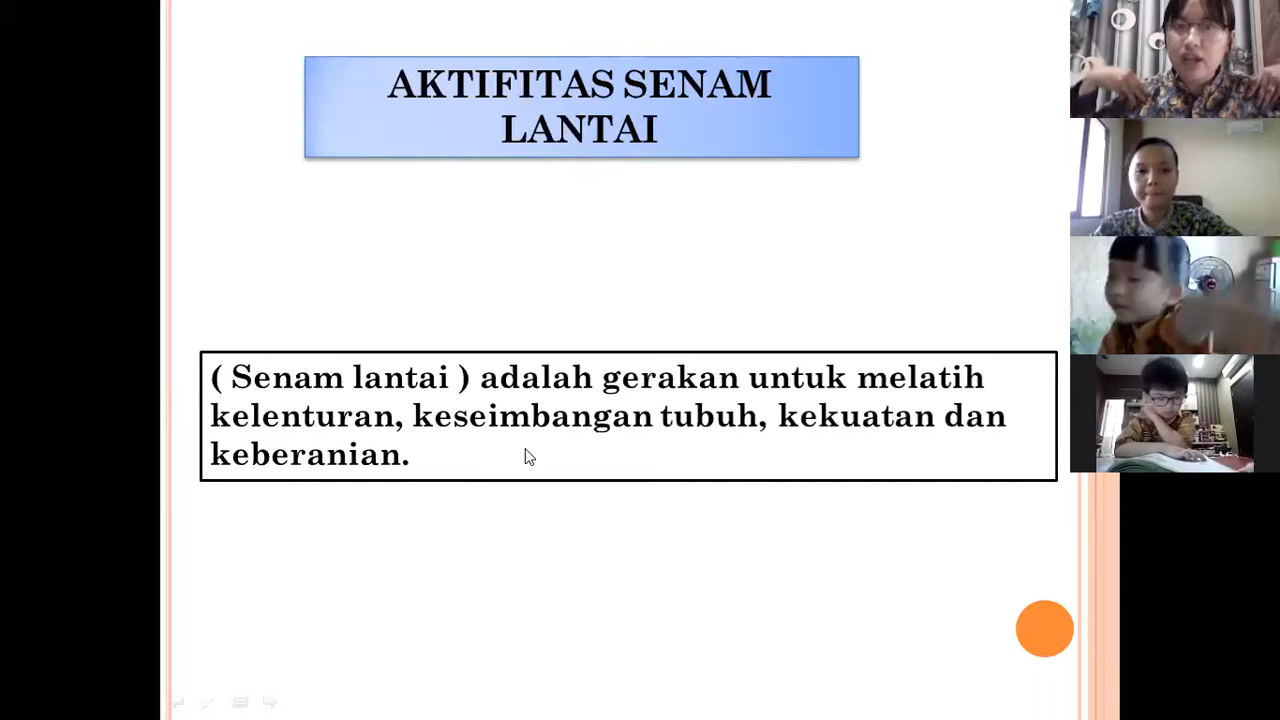 AKTIFITAS SENAM
LANTAI
( Senam lantai ) adalah gerakan untuk melatih
kelenturan, keseimbangan tubuh, kekuatan dan
keberanian.